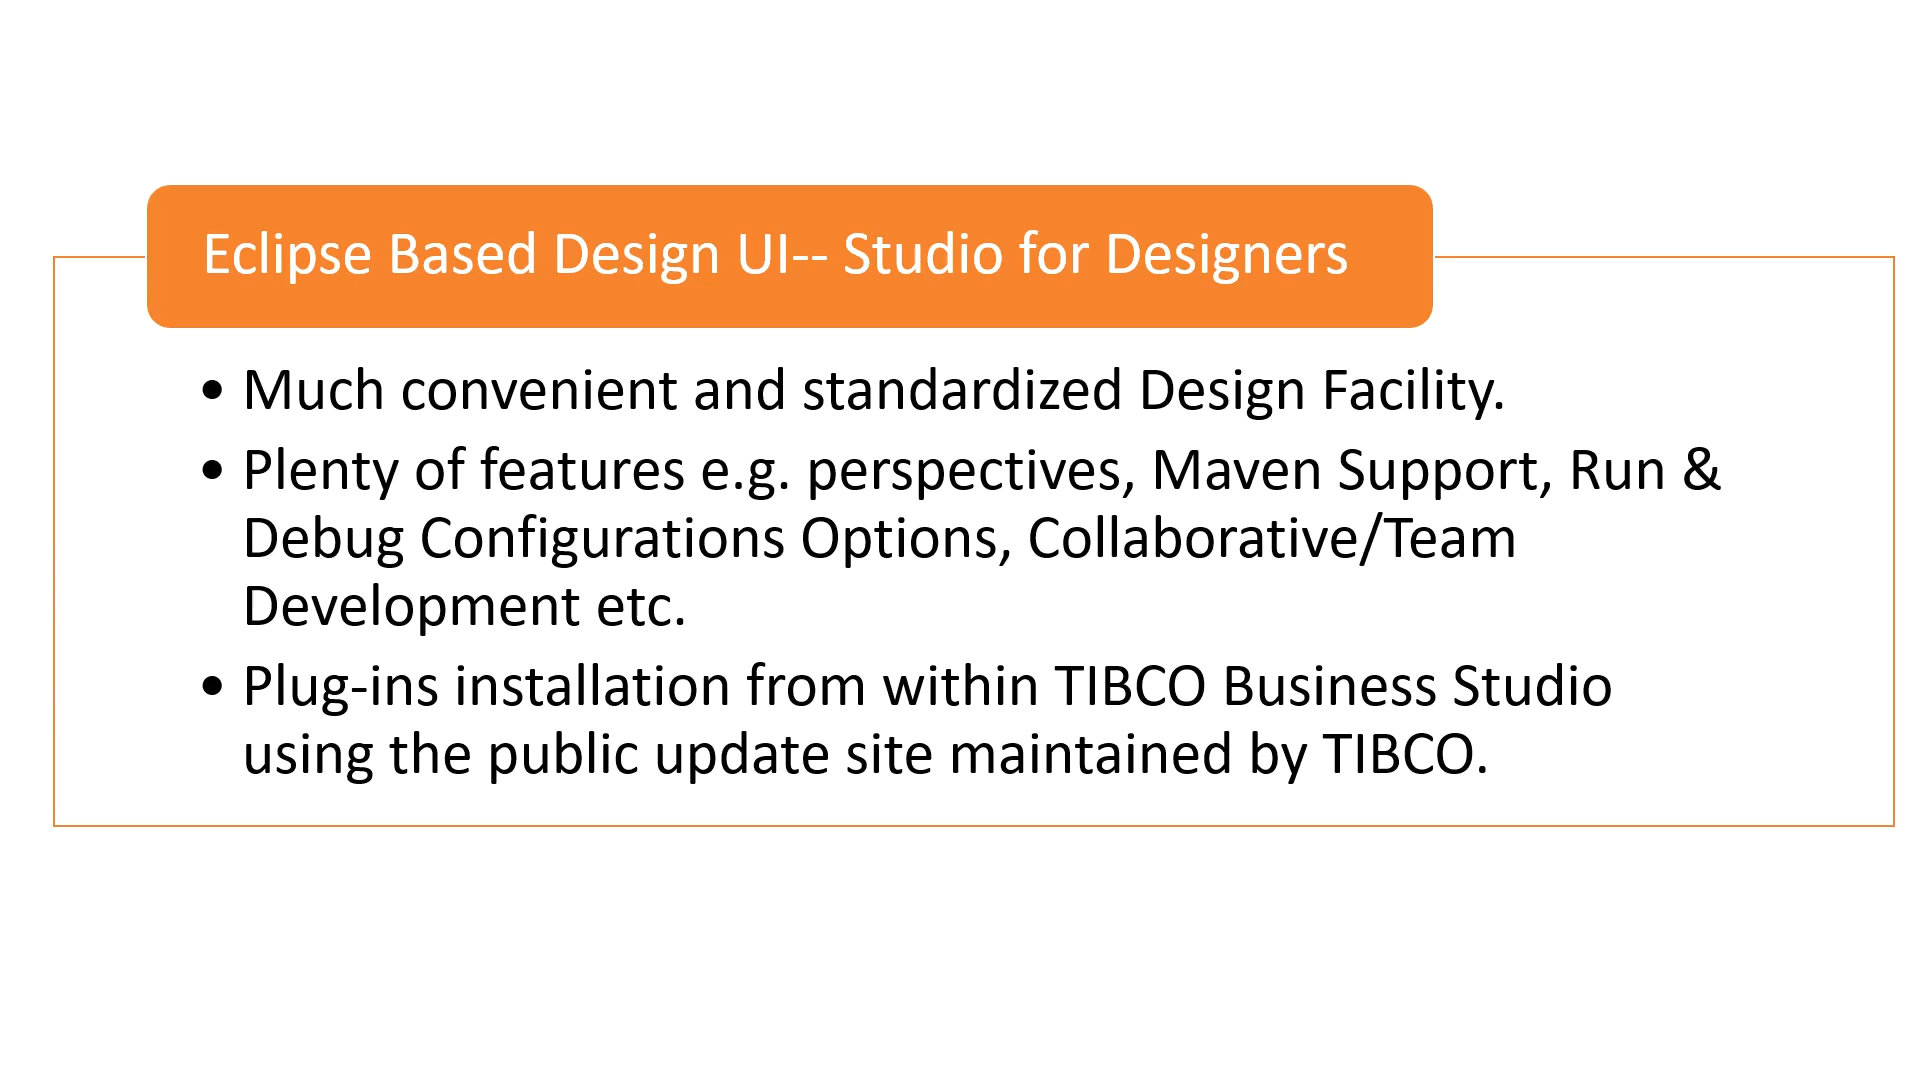 Eclipse Based Design UI-- Studio for Designers
• Much convenient and standardized Design Facility.
• Plenty of features e.g. perspectives, Maven Support, Run &
Debug Configurations Options, Collaborative/Team
Development etc.
• Plug-ins installation from within TIBCO Business Studio
using the public update site maintained by TIBCO.